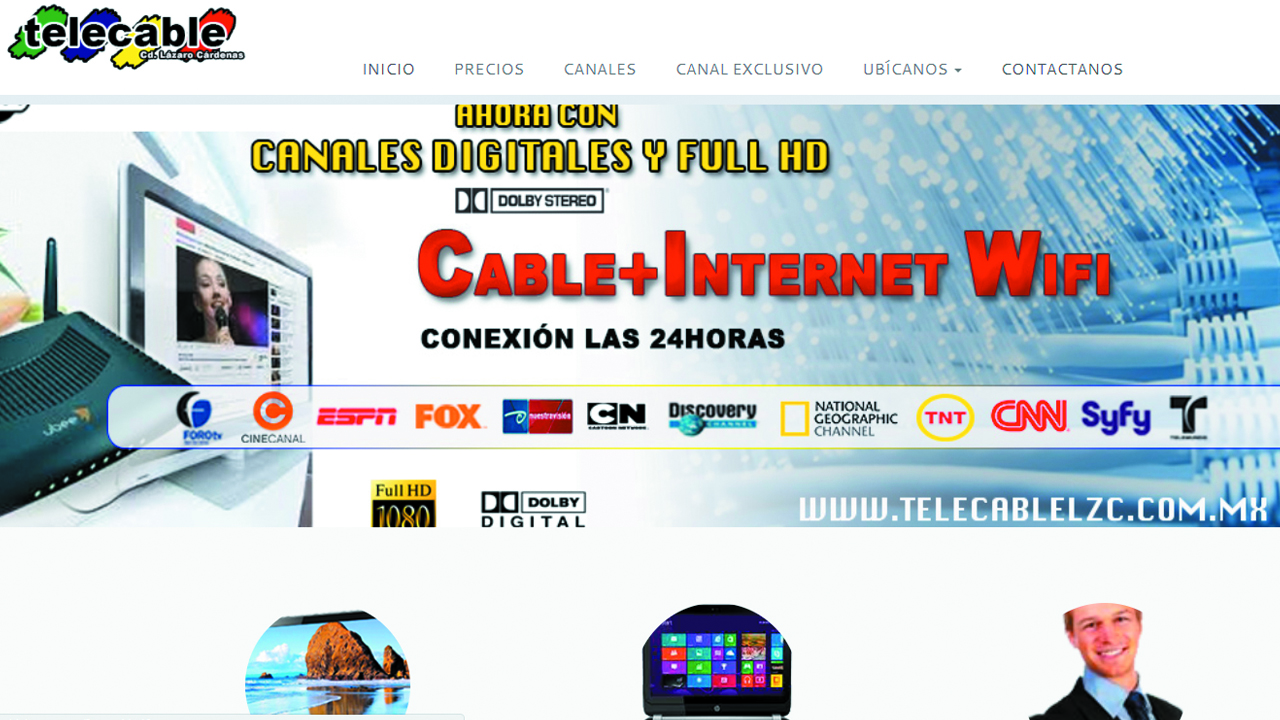 telecable
Cd. Lázaro Cárdenas
INICIO PRECIOS CANALES CANAL EXCLUSIVO UBÍCANOS CONTACTANOS
AHORA CON
CANALES DIGITALES Y FULL HD
DOLBY STEREO
CABLE+INTERNET WIFI
CONEXIÓN LAS 24HORAS
ubee
FOROtv
CINECANAL
ESPN
FOX
nuestravisión
CN
CARTOON NETWORK
Discovery
CHANNEL
NATIONAL
GEOGRAPHIC
CHANNEL
TNT
CNN
Syfy
T
TELEMUNDO
Full HD
1080
DOLBY
DIGITAL
WWW.TELECABLELZC.COM.MX